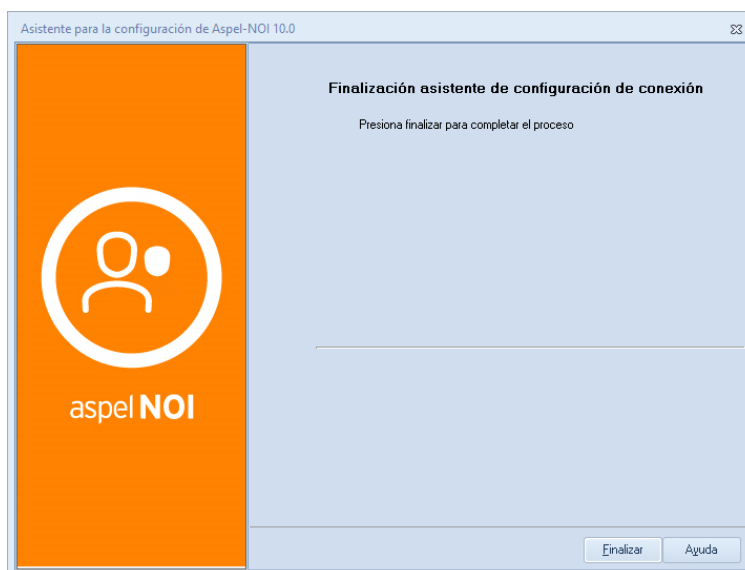 Asistente para la configuración de Aspel-NOI 10.0
Finalización asistente de configuración de conexión
Presiona finalizar para completar el proceso
aspel NOI
Finalizar
Ayuda